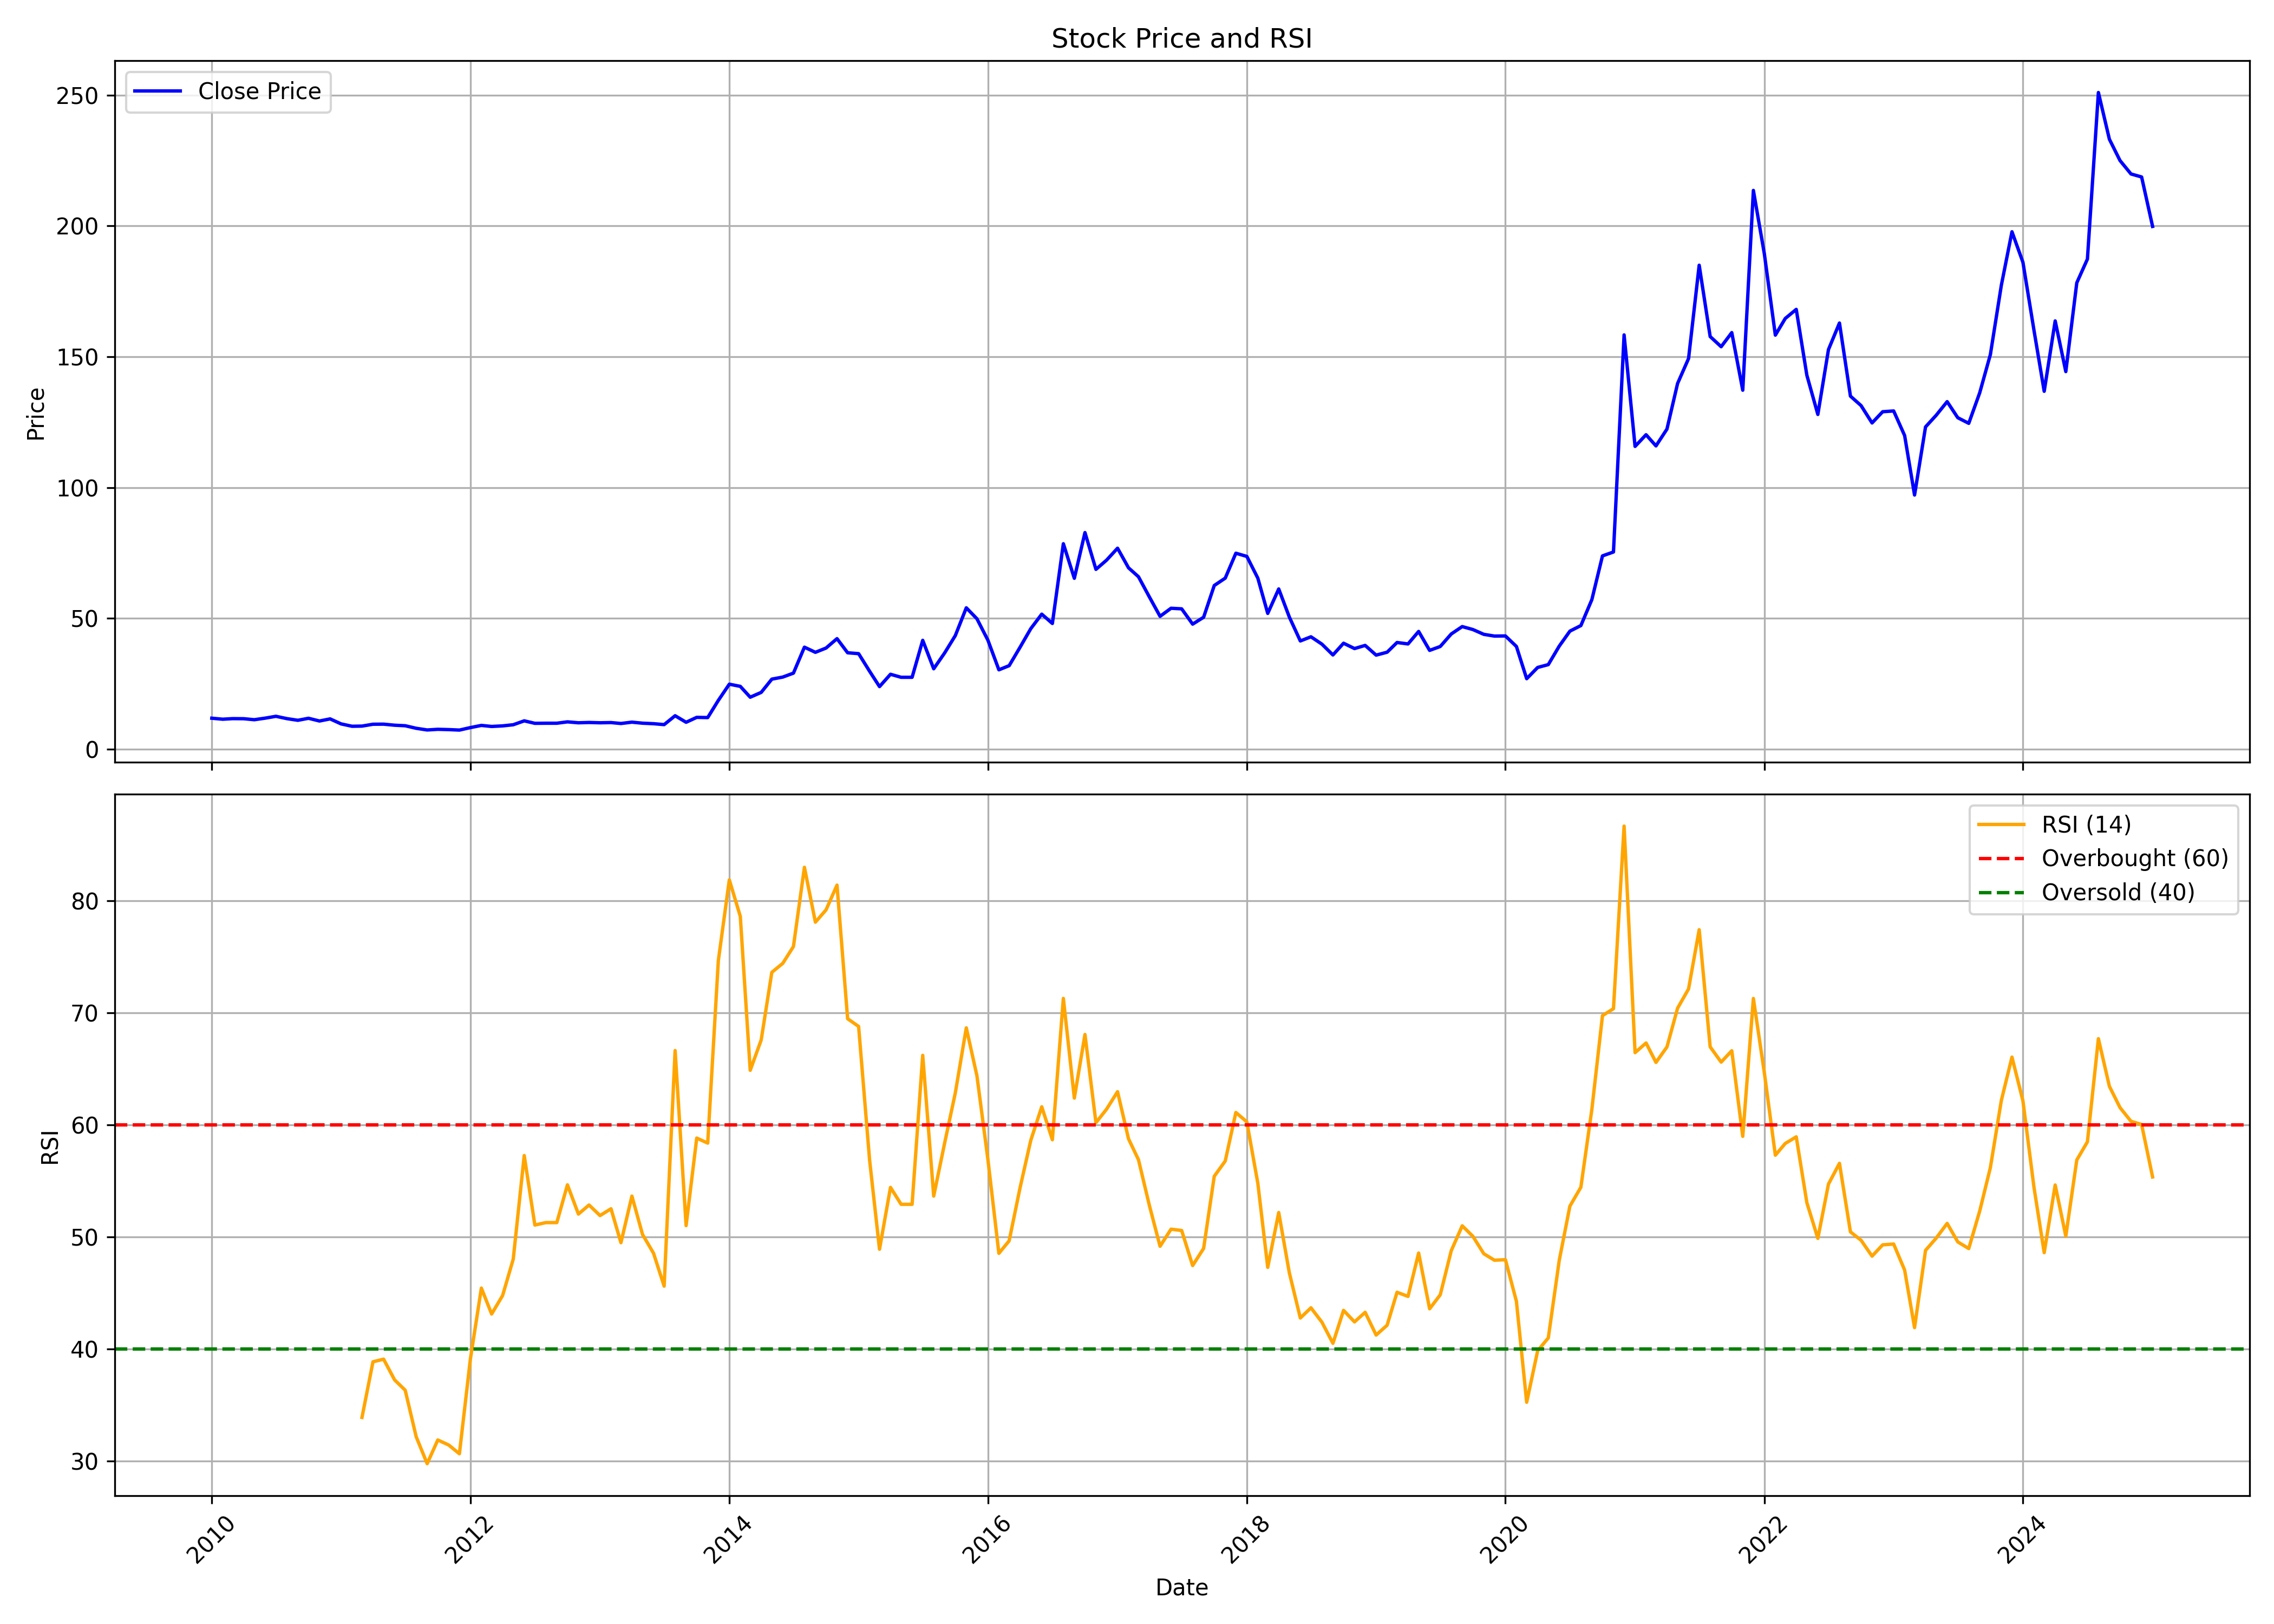 Stock Price and RSI
Close Price
250
200
150
100
50
0
Price
RSI (14)
Overbought (60)
Oversold (40)
80
70
60
50
40
30
RSI
2010
2012
2014
2016
2018
2020
2022
2024
Date